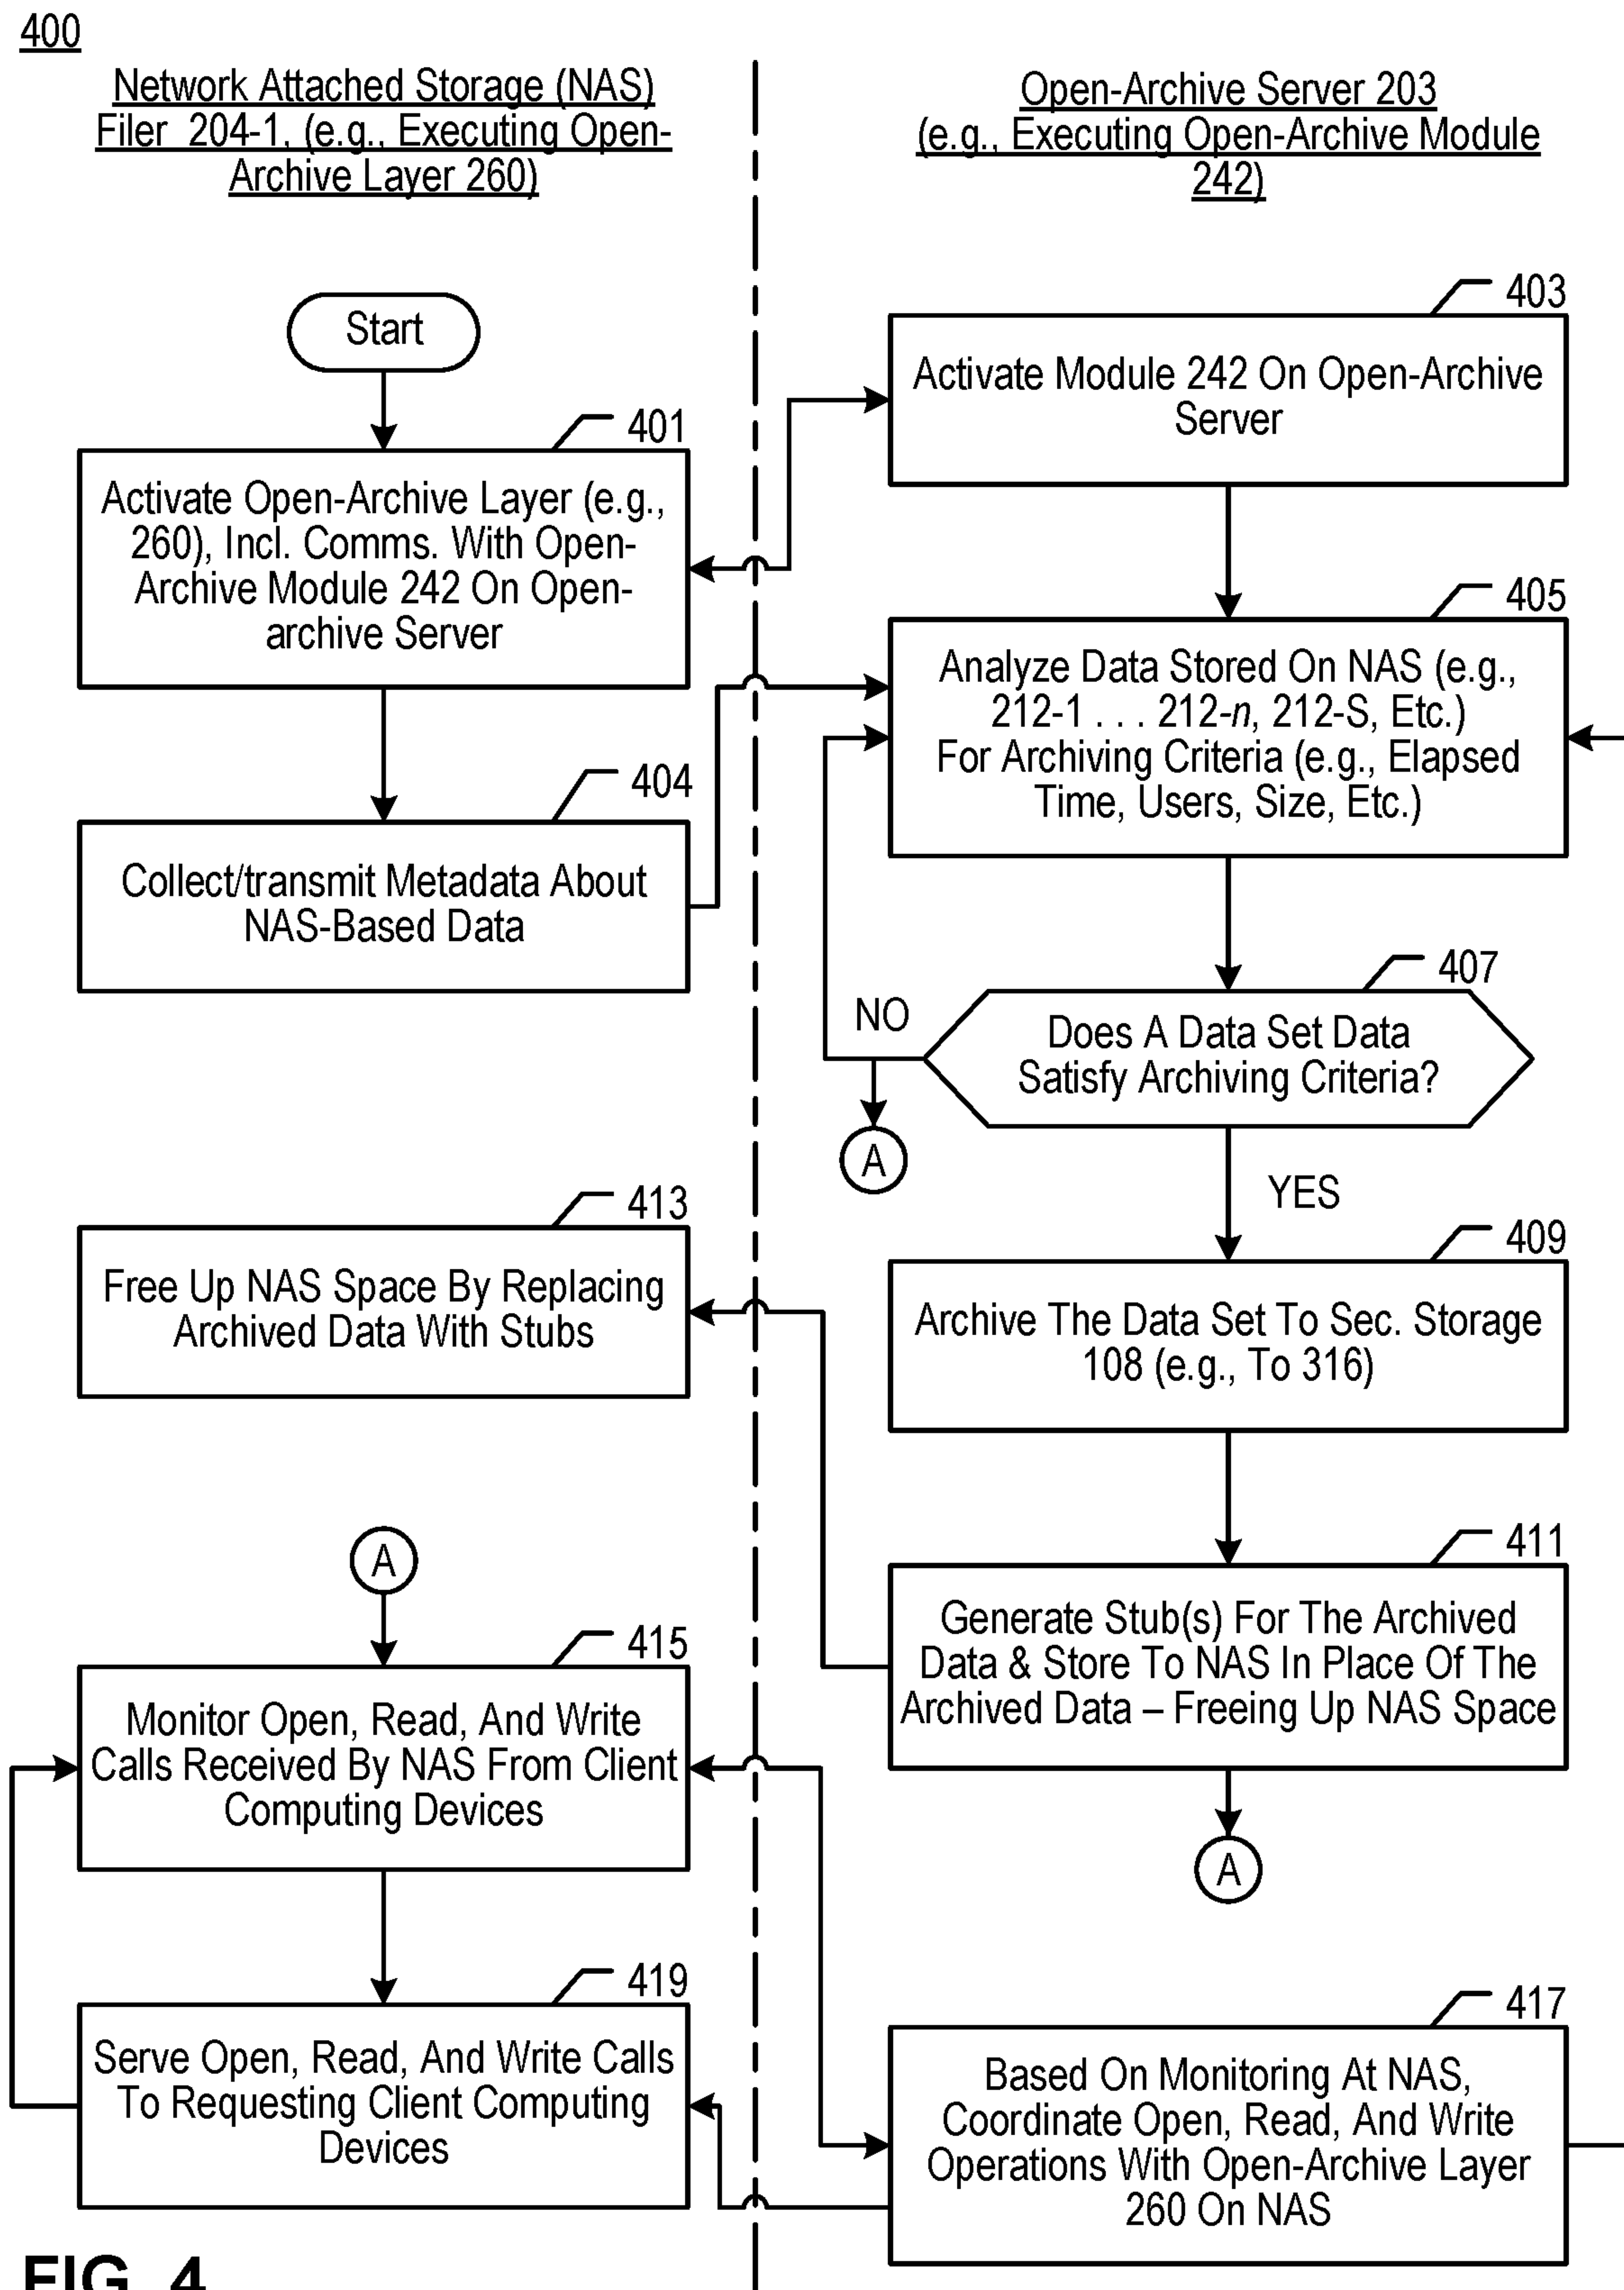 400
Network Attached Storage (NAS)
Filer 204-1, (e.g., Executing Open-
Archive Layer 260)
Open-Archive Server 203
(e.g., Executing Open-Archive Module
242)
Start
403
Activate Module 242 On Open-Archive
Server
401
Activate Open-Archive Layer (e.g.,
260), Incl. Comms. With Open-
Archive Module 242 On Open-
archive Server
405
Analyze Data Stored On NAS (e.g.,
212-1 . . . 212-n, 212-S, Etc.)
For Archiving Criteria (e.g., Elapsed
Time, Users, Size, Etc.)
404
Collect/transmit Metadata About
NAS-Based Data
407
Does A Data Set Data
Satisfy Archiving Criteria?
NO
A
YES
413
Free Up NAS Space By Replacing
Archived Data With Stubs
409
Archive The Data Set To Sec. Storage
108 (e.g., To 316)
411
Generate Stub(s) For The Archived
Data & Store To NAS In Place Of The
Archived Data – Freeing Up NAS Space
A
A
415
Monitor Open, Read, And Write
Calls Received By NAS From Client
Computing Devices
419
Serve Open, Read, And Write Calls
To Requesting Client Computing
Devices
417
Based On Monitoring At NAS,
Coordinate Open, Read, And Write
Operations With Open-Archive Layer
260 On NAS
FIG. 4